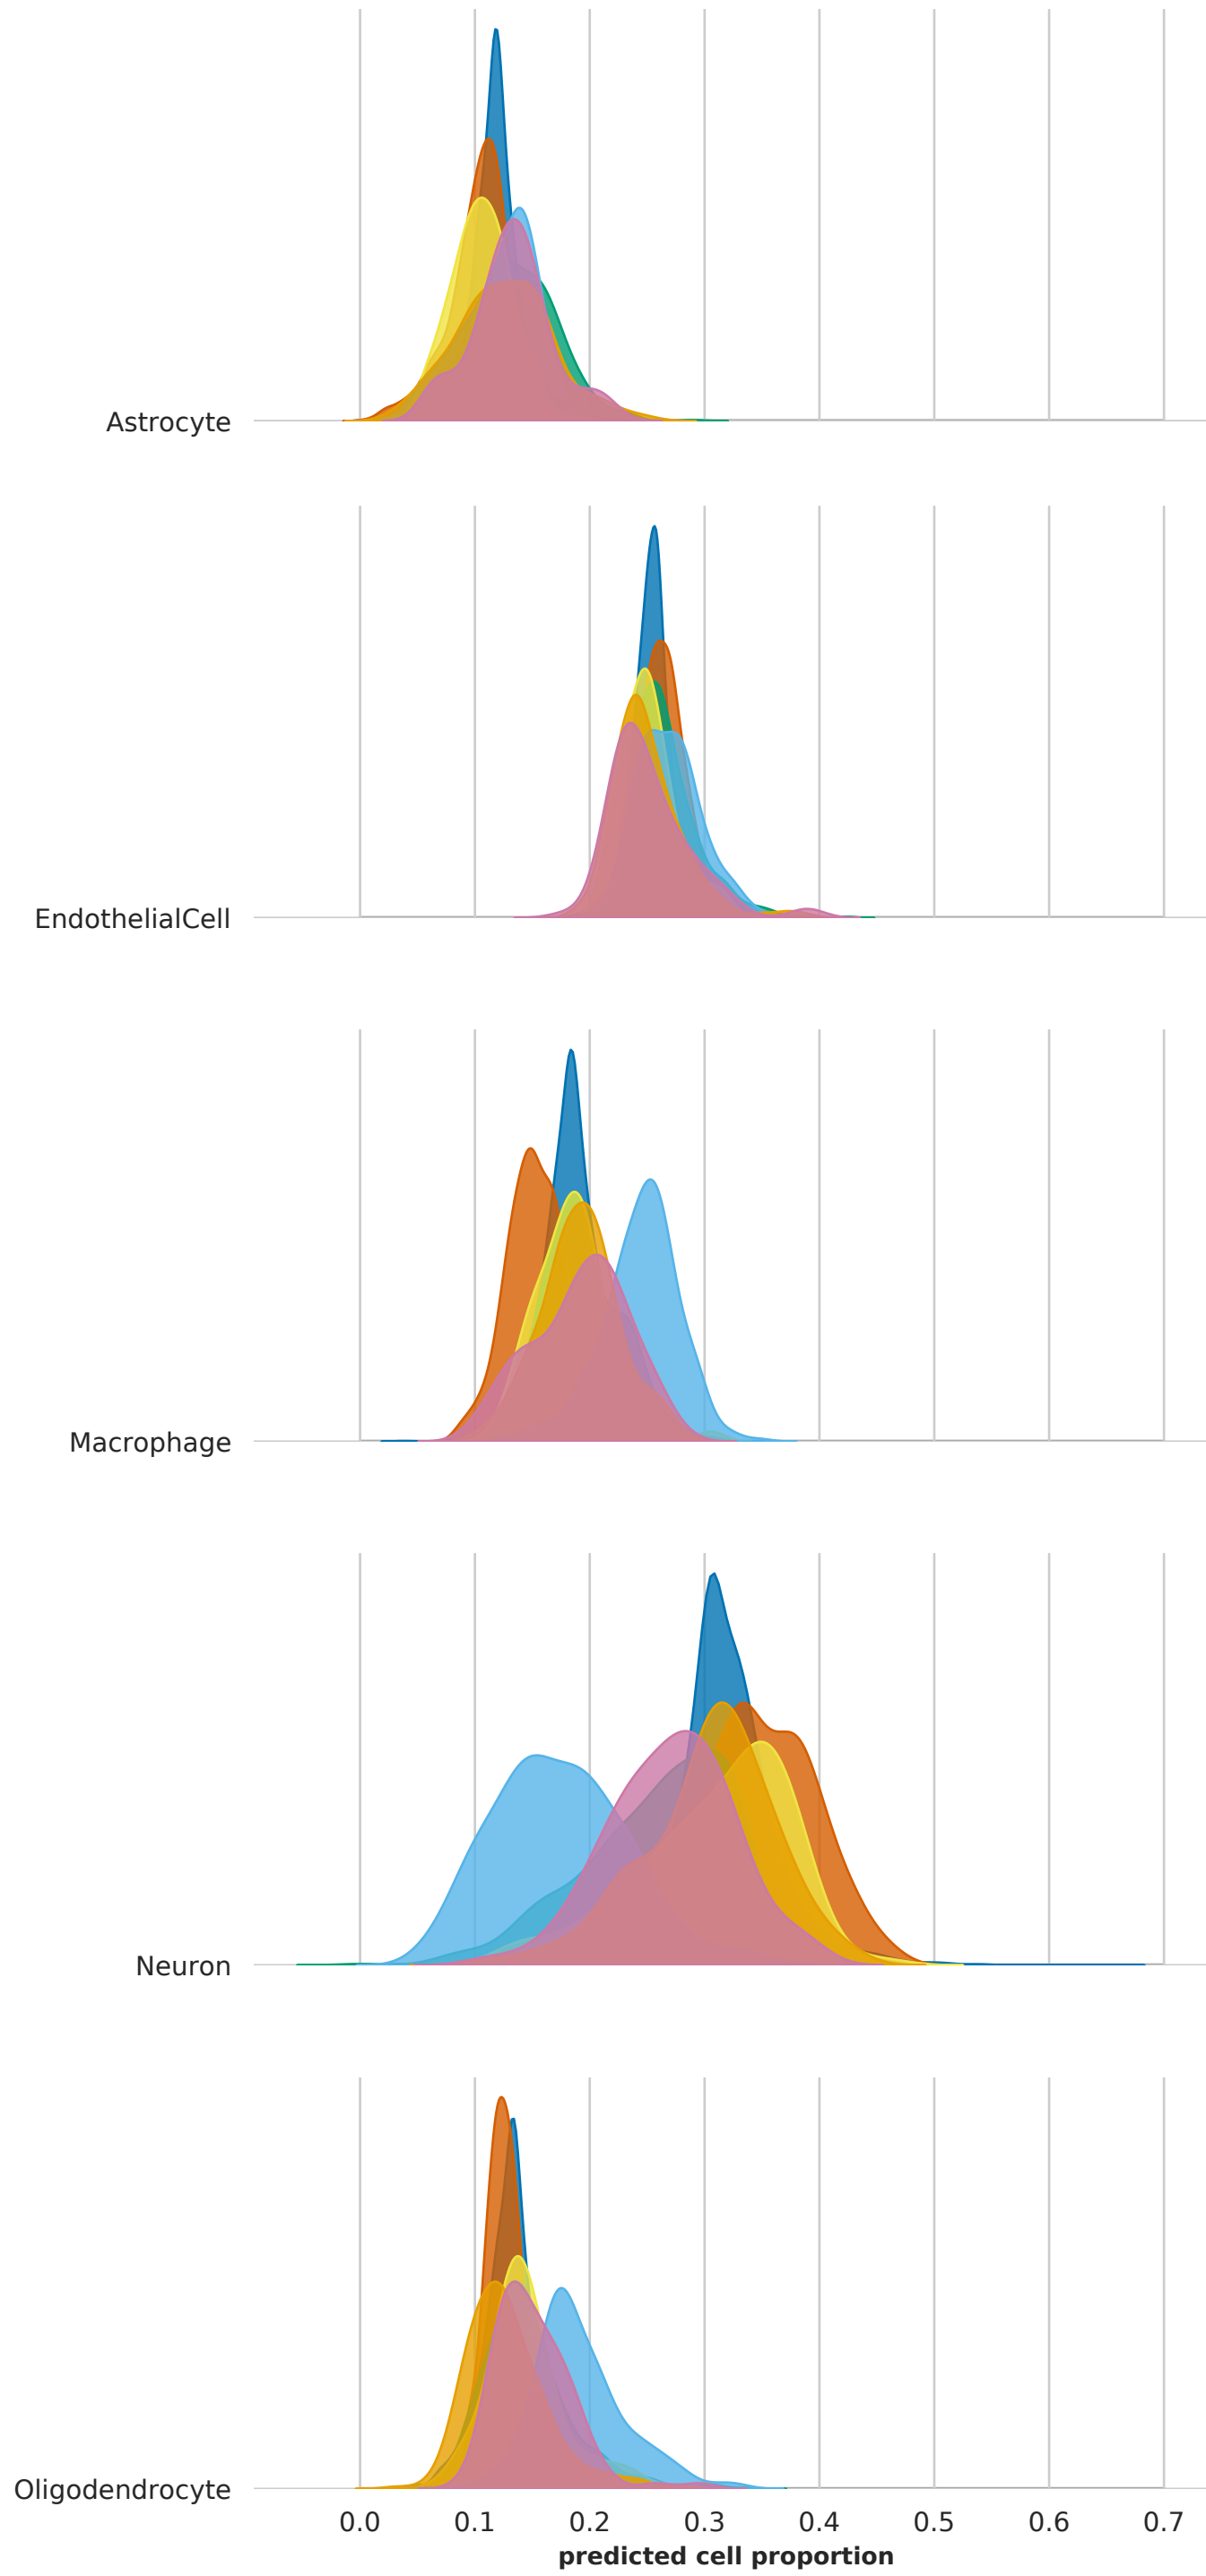 Astrocyte
EndothelialCell
Macrophage
Neuron
Oligodendrocyte
0.0 0.1 0.2 0.3 0.4 0.5 0.6 0.7
predicted cell proportion